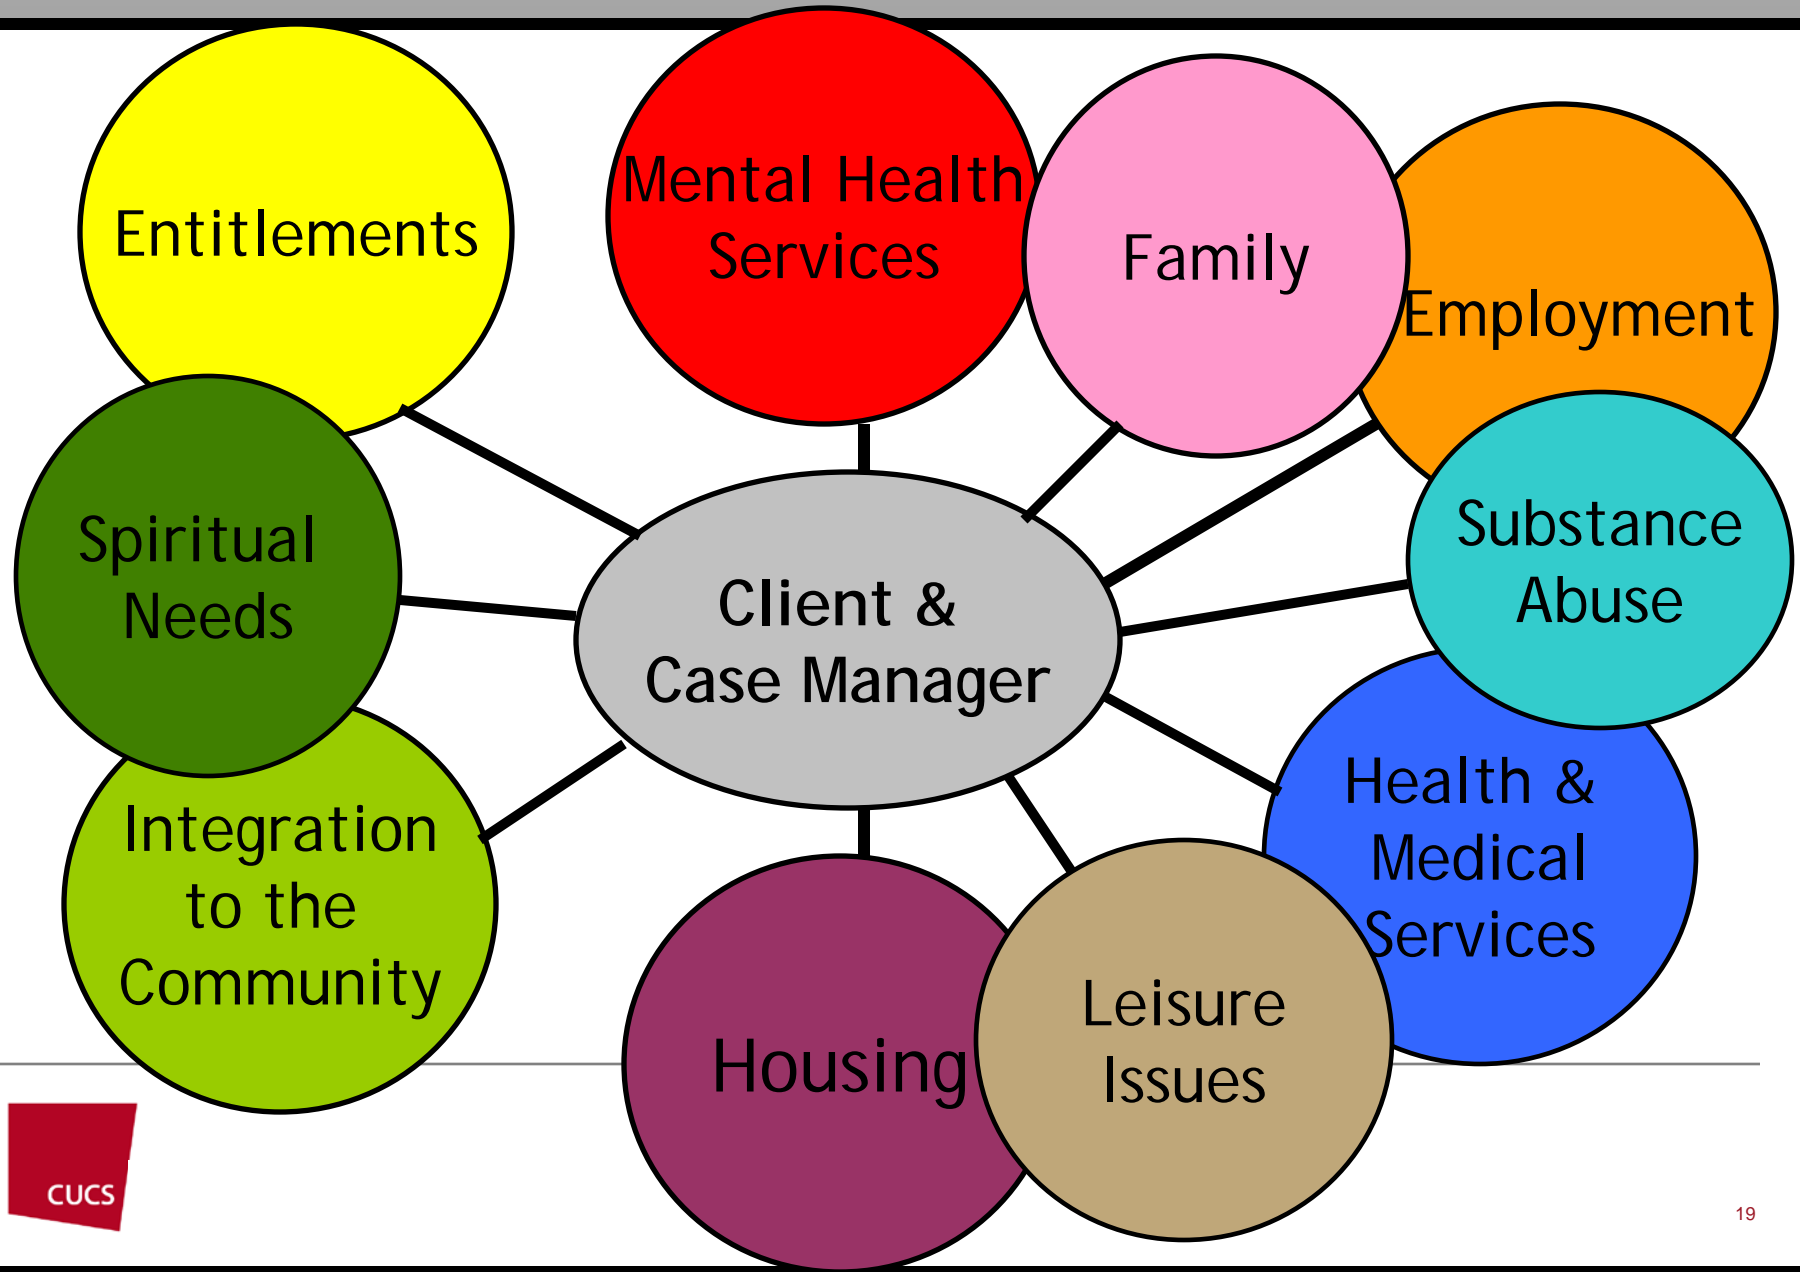 Entitlements
Mental Health
Services
Family
Employment
Spiritual
Needs
Client &
Case Manager
Substance
Abuse
Integration
to the
Community
Health &
Medical
Services
Housing
Leisure
Issues
CUCS
19